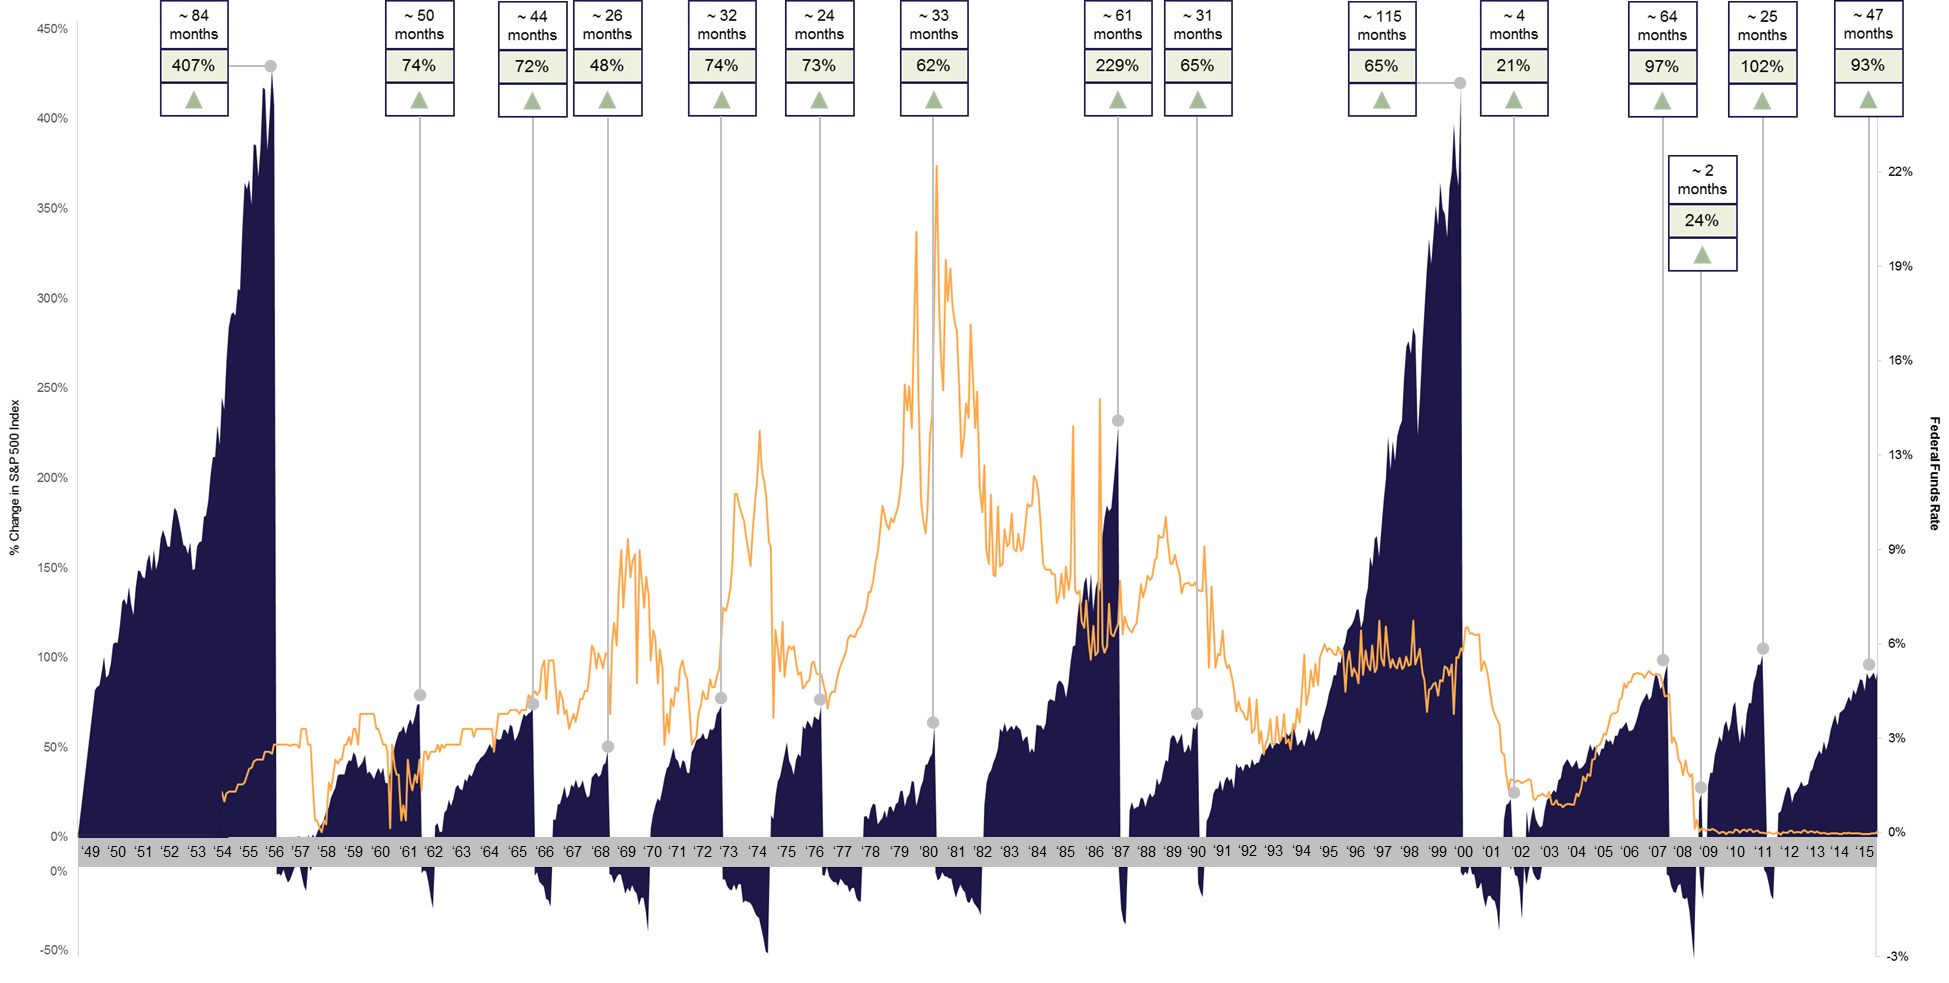 ~ 84
months
407%
~ 50
months
74%
~ 44
months
72%
~ 26
months
48%
~ 32
months
74%
~ 24
months
73%
~ 33
months
62%
~ 61
months
229%
~ 31
months
65%
~ 115
months
65%
~ 4
months
21%
~ 64
months
97%
~ 25
months
102%
~ 47
months
93%
~ 2
months
24%
% Change in S&P 500 Index
450%
400%
350%
300%
250%
200%
150%
100%
50%
0%
0%
-50%
Federal Funds Rate
22%
19%
16%
13%
9%
6%
3%
0%
-3%
'49 '50 '51 '52 '53 '54 '55 '56 '57 '58 '59 '60 '61 '62 '63 '64 '65 '66 '67 '68 '69 '70 '71 '72 '73 '74 '75 '76 '77 '78 '79 '80 '81 '82 '83 '84 '85 '86 '87 '88 '89 '90 '91 '92 '93 '94 '95 '96 '97 '98 '99 '00 '01 '02 '03 '04 '05 '06 '07 '08 '09 '10 '11 '12 '13 '14 '15